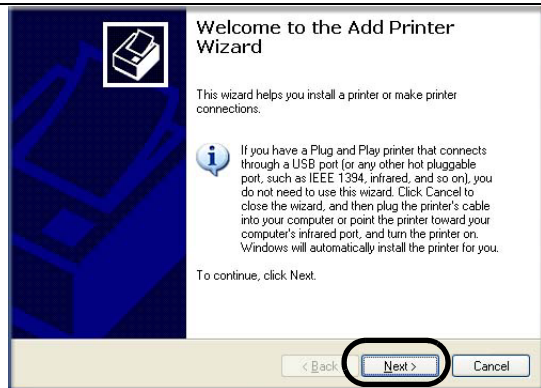 Welcome to the Add Printer
Wizard
This wizard helps you install a printer or make printer
connections.
If you have a Plug and Play printer that connects
through a USB port (or any other hot pluggable
port, such as IEEE 1394, infrared, and so on), you
do not need to use this wizard. Click Cancel to
close the wizard, and then plug the printer's cable
into your computer or point the printer toward your
computer's infrared port, and turn the printer on.
Windows will automatically install the printer for you.
To continue, click Next.
< Back Next > Cancel